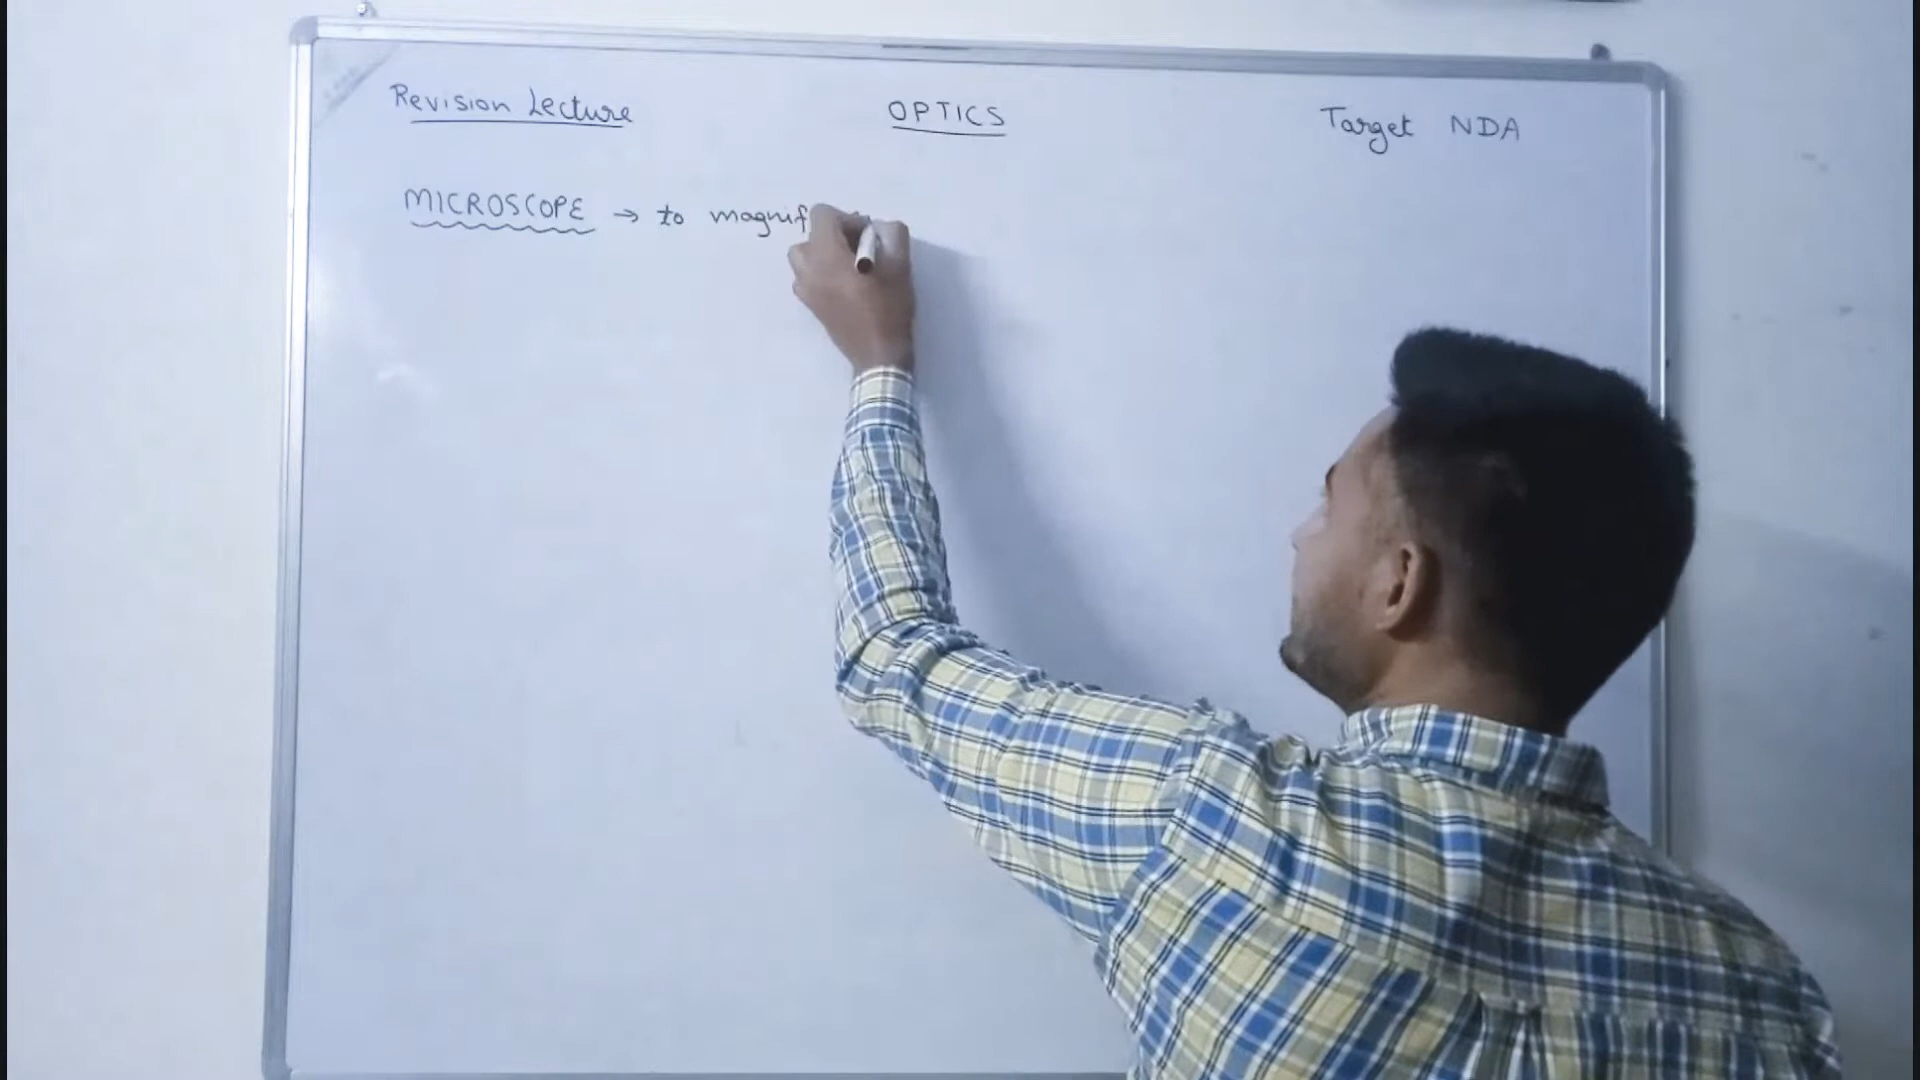 Revision Lecture OPTICS Target NDA
MICROSCOPE → to magnif